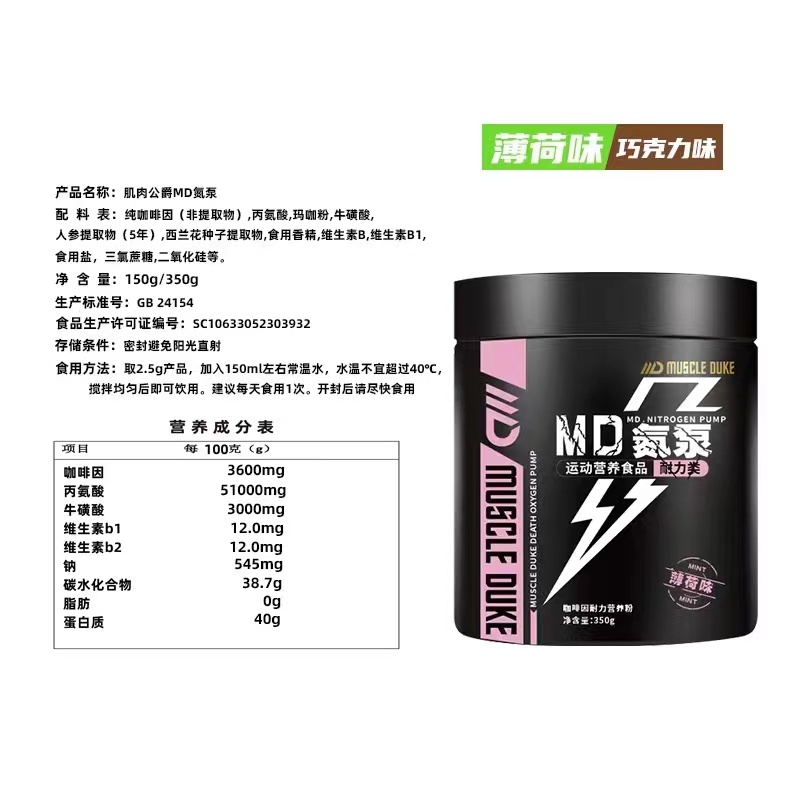 薄荷味 巧克力味
产品名称：肌肉公爵MD氮泵
配 料 表：纯咖啡因（非提取物）,丙氨酸,玛咖粉,牛磺酸,
人参提取物（5年）,西兰花种子提取物,食用香精,维生素B,维生素B1,
食用盐，三氯蔗糖,二氧化硅等。
净 含 量：150g/350g
生产标准号：GB 24154
食品生产许可证编号：SC10633052303932
存储条件：密封避免阳光直射
食用方法：取2.5g产品，加入150ml左右常温水，水温不宜超过40℃，
搅拌均匀后即可饮用。建议每天食用1次。开封后请尽快食用
营养成分表
项目 每 100克（g）
咖啡因 3600mg
丙氨酸 51000mg
牛磺酸 3000mg
维生素b1 12.0mg
维生素b2 12.0mg
钠 545mg
碳水化合物 38.7g
脂肪 0g
蛋白质 40g
MD MUSCLE DUKE
MUSCLE DUKE DEATH OXYGEN PUMP
MD MUSCLE DUKE
MD.NITROGEN PUMP
MD 氮泵
运动营养食品 耐力类
MINT
薄荷味
MINT
咖啡因耐力营养粉
净含量:350g